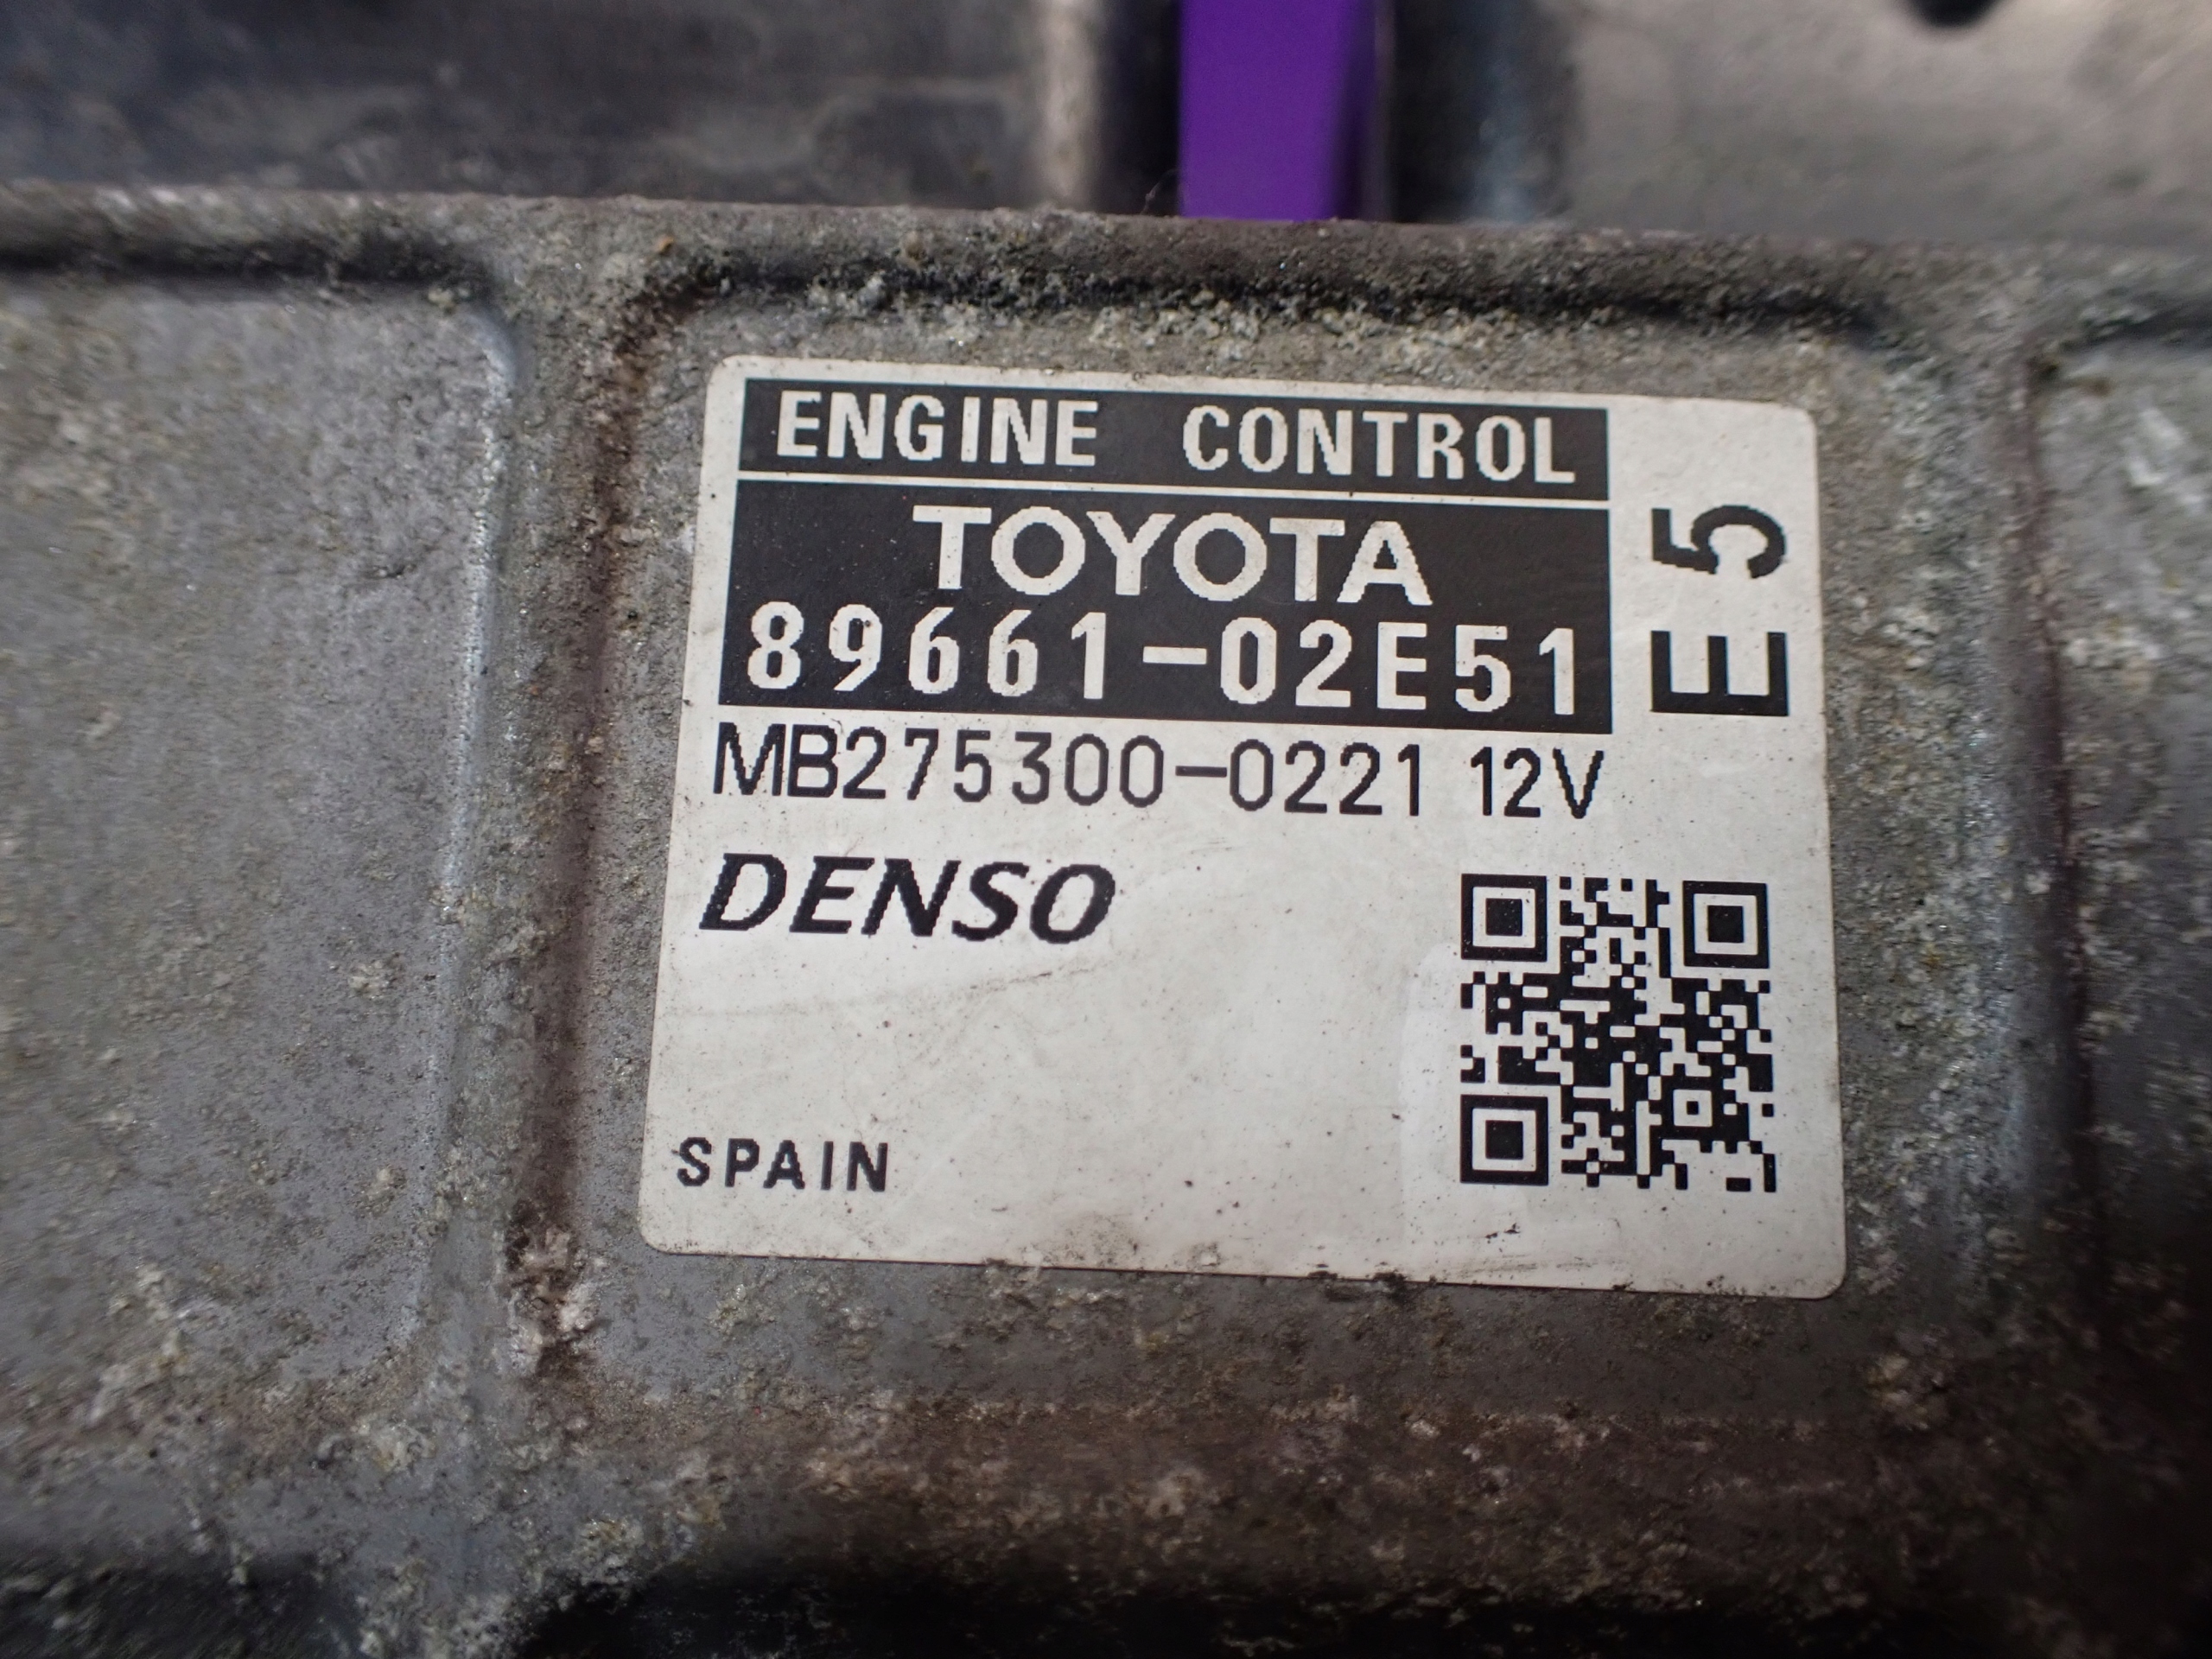 ENGINE CONTROL
TOYOTA
89661-02E51
E5
MB275300-0221 12V
DENSO
SPAIN